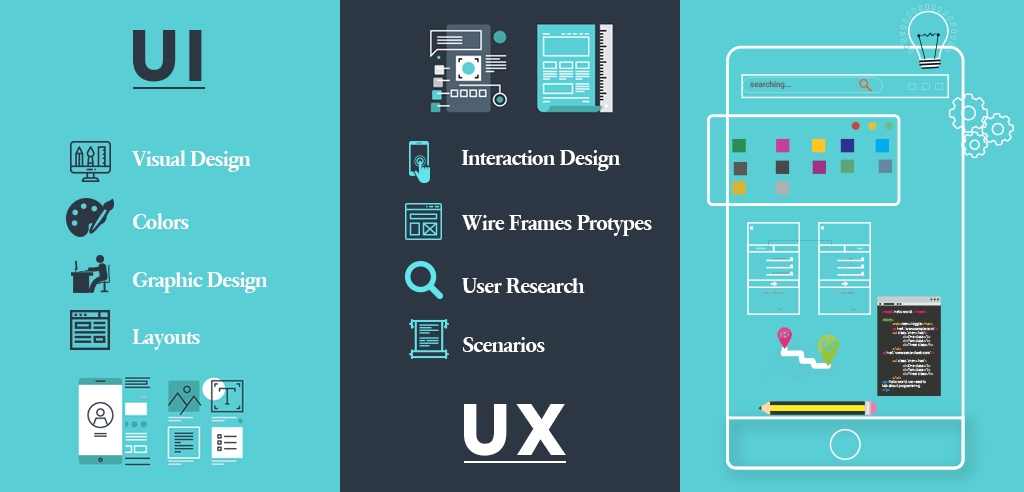 UI
Visual Design
Colors
Graphic Design
Layouts
T
Interaction Design
Wire Frames Protypes
User Research
Scenarios
UX
searching...